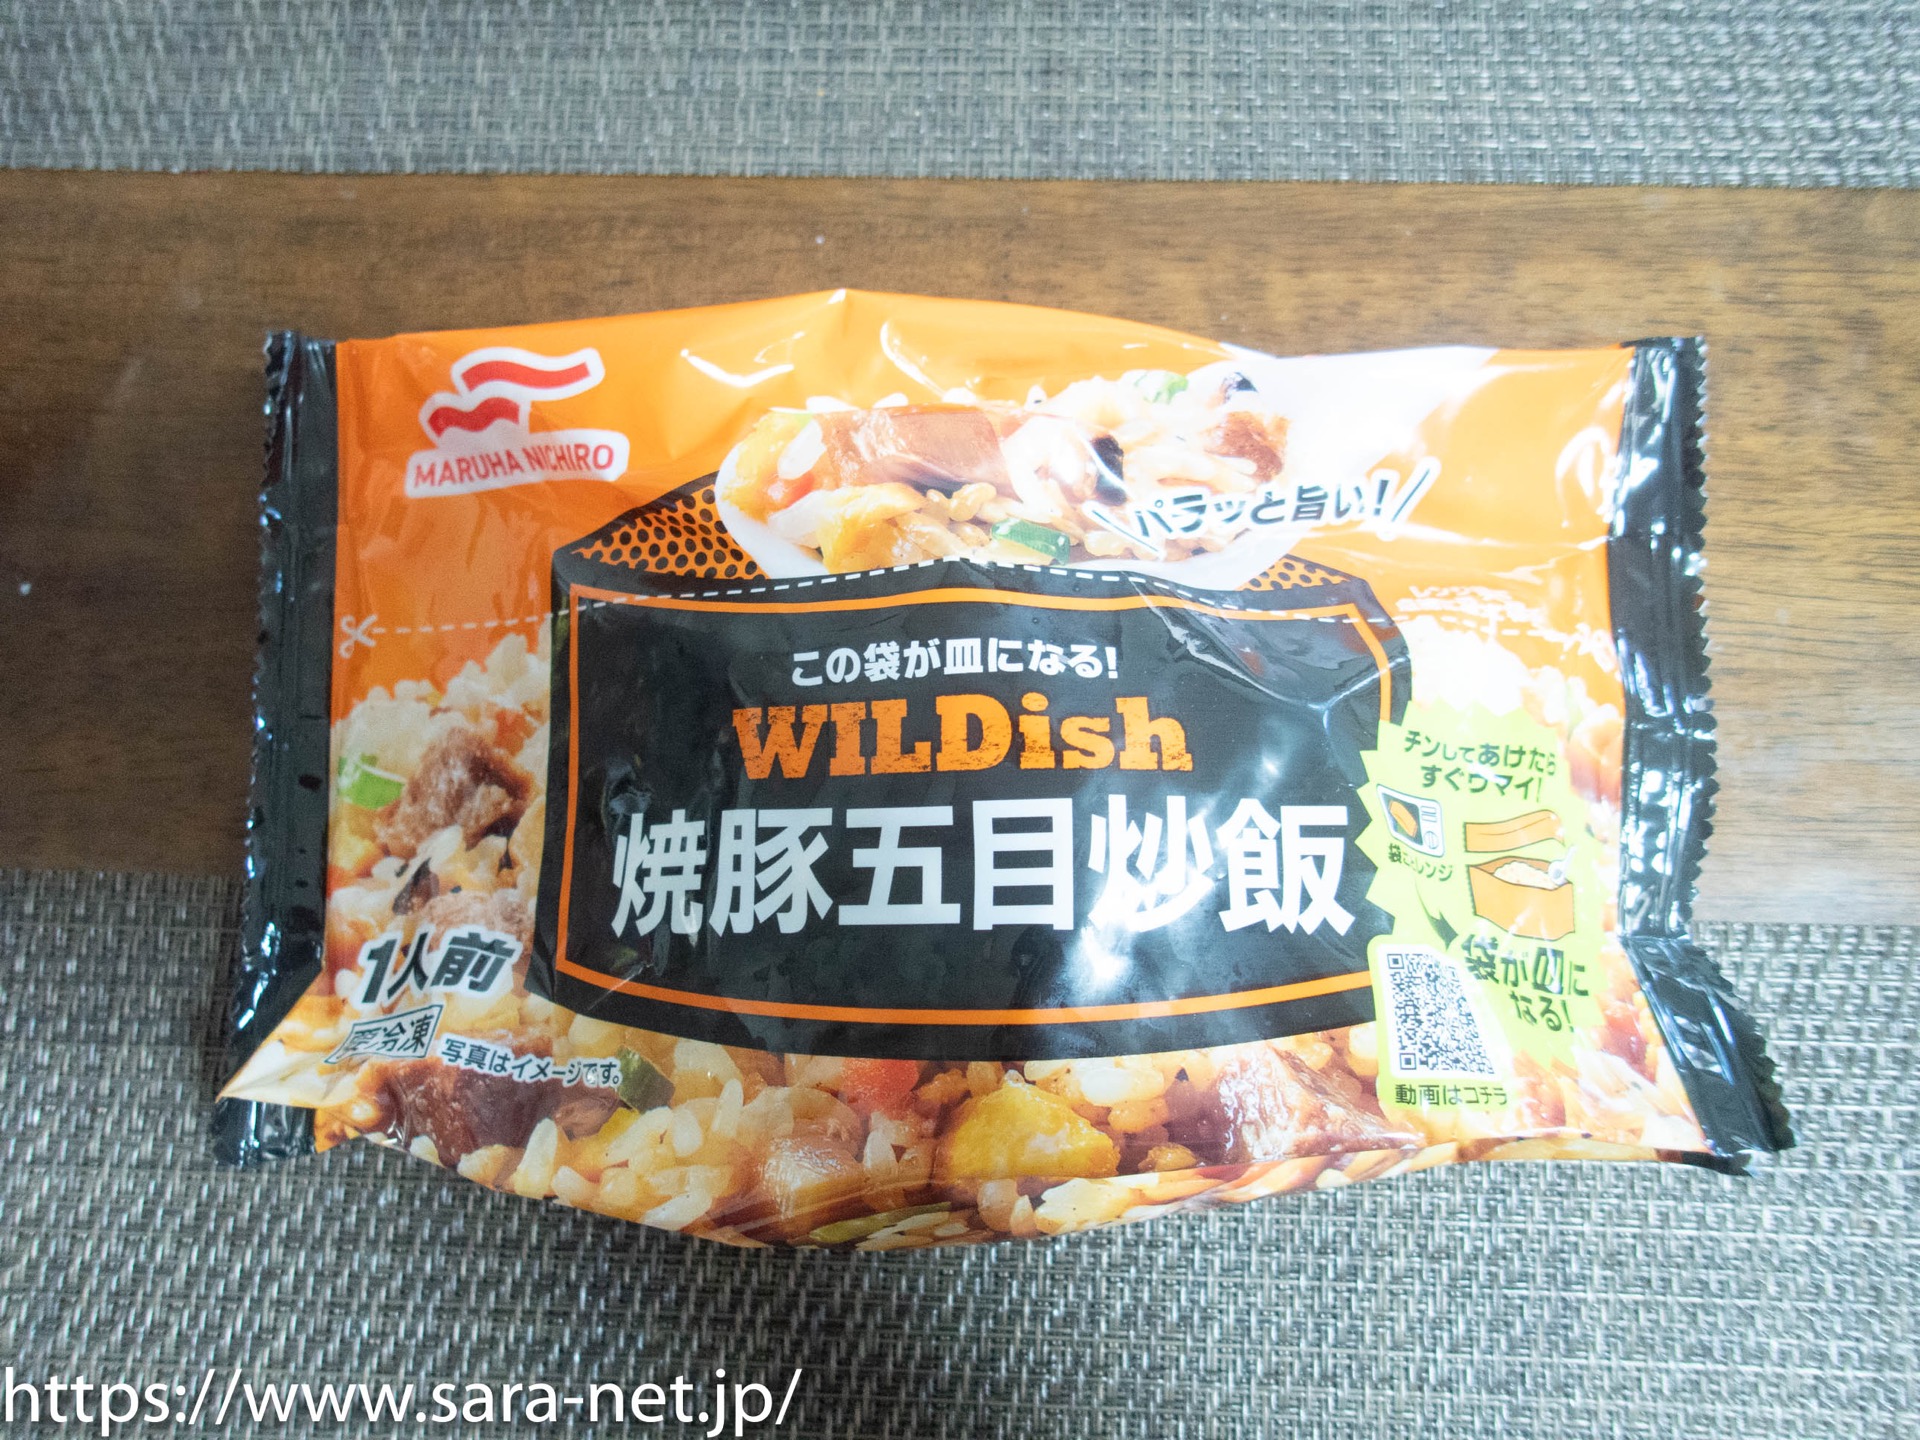 MARUHA NICHIRO
パラッと旨い!
この袋が皿になる!
WILDish
焼豚五目炒飯
チンしてあけたら
すぐウマイ!
袋ごとレンジ
袋が皿に
なる!
動画はコチラ
1人前
冷凍
写真はイメージです。
https://www.sara-net.jp/